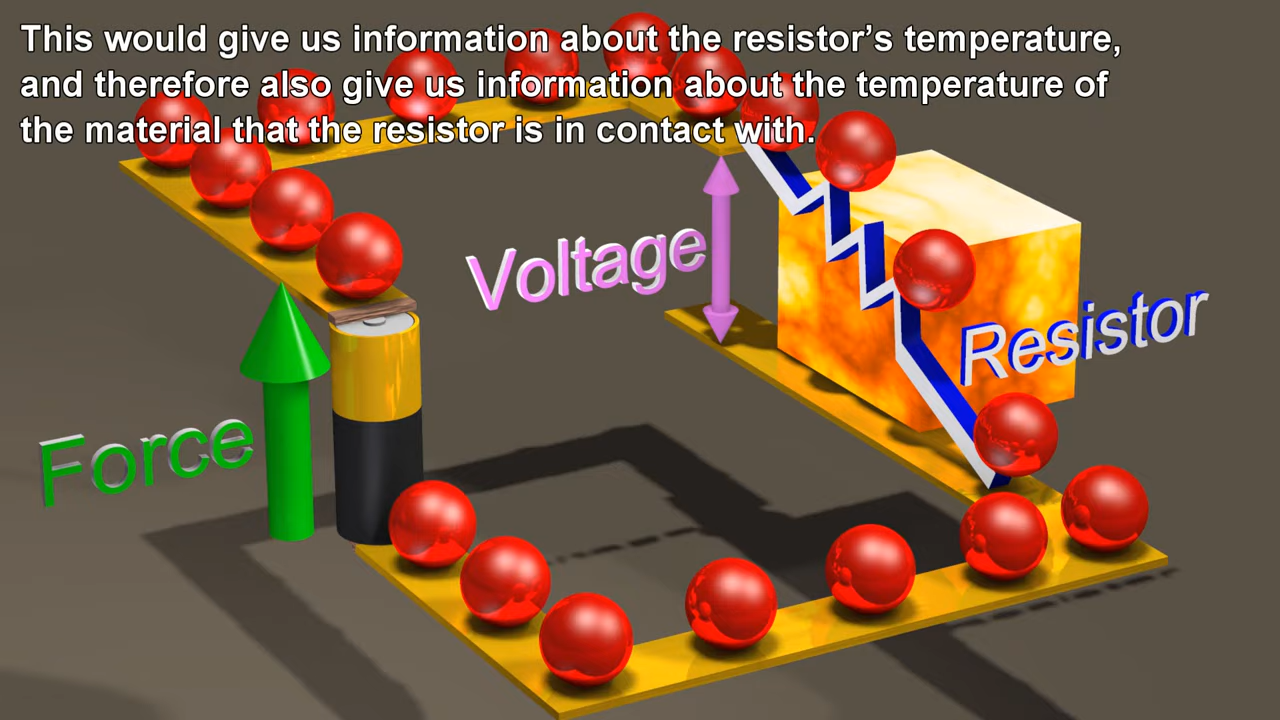 This would give us information about the resistor’s temperature,
and therefore also give us information about the temperature of
the material that the resistor is in contact with.
Voltage
Resistor
Force